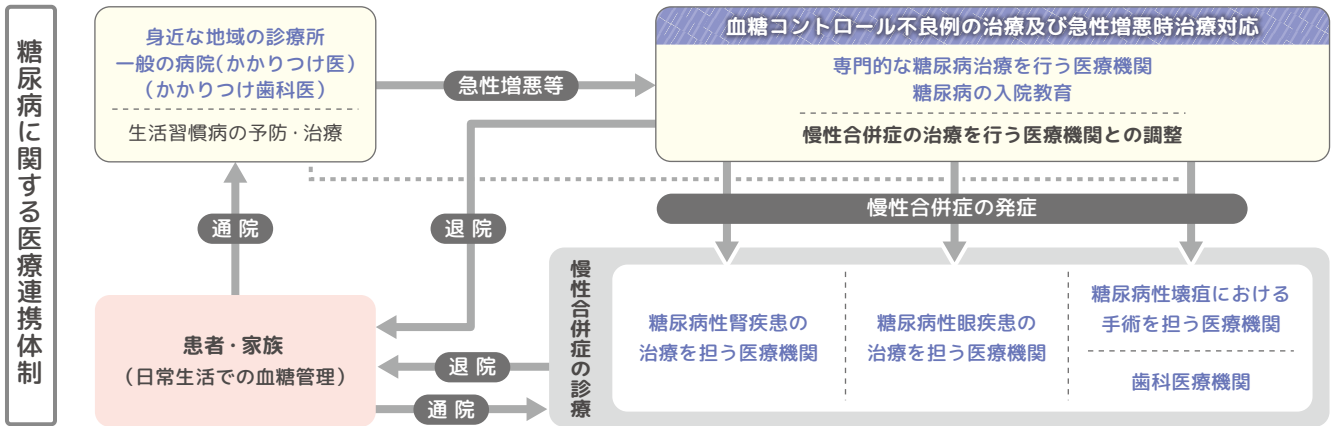 糖尿病に関する医療連携体制
身近な地域の診療所
一般の病院(かかりつけ医)
(かかりつけ歯科医)
生活習慣病の予防・治療
急性増悪等
血糖コントロール不良例の治療及び急性増悪時治療対応
専門的な糖尿病治療を行う医療機関
糖尿病の入院教育
慢性合併症の治療を行う医療機関との調整
通院
退院
慢性合併症の発症
患者・家族
(日常生活での血糖管理)
退院
通院
慢性合併症の診療
糖尿病性腎疾患の
治療を担う医療機関
糖尿病性眼疾患の
治療を担う医療機関
糖尿病性壊疽における
手術を担う医療機関
歯科医療機関